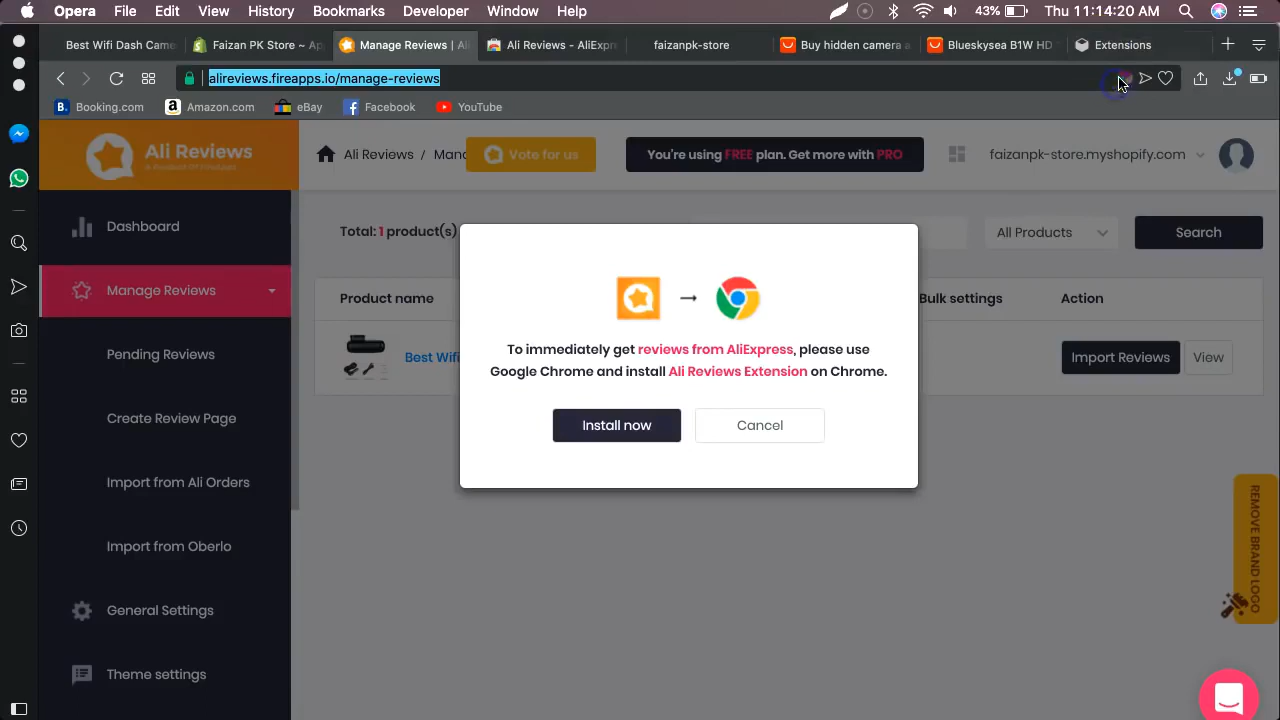 Opera File Edit View History Bookmarks Developer Window Help 43% Thu 11:14:20 AM
Best Wifi Dash Came Faizan PK Store ~ Ap Manage Reviews | Ali Ali Reviews - AliExpr faizanpk-store Buy hidden camera a Blueskysea B1W HD Extensions
alireviews.fireapps.io/manage-reviews
Booking.com Amazon.com eBay Facebook YouTube
Ali Reviews
Ali Reviews / Mana Vote for us You're using FREE plan. Get more with PRO faizanpk-store.myshopify.com
Dashboard
Total: 1 product(s) All Products Search
Manage Reviews
Product name Bulk settings Action
Pending Reviews
Best Wifi Import Reviews View
To immediately get reviews from AliExpress, please use
Google Chrome and install Ali Reviews Extension on Chrome.
Install now Cancel
Create Review Page
Import from Ali Orders
Import from Oberlo
General Settings
Theme settings
REMOVE BRAND LOGO